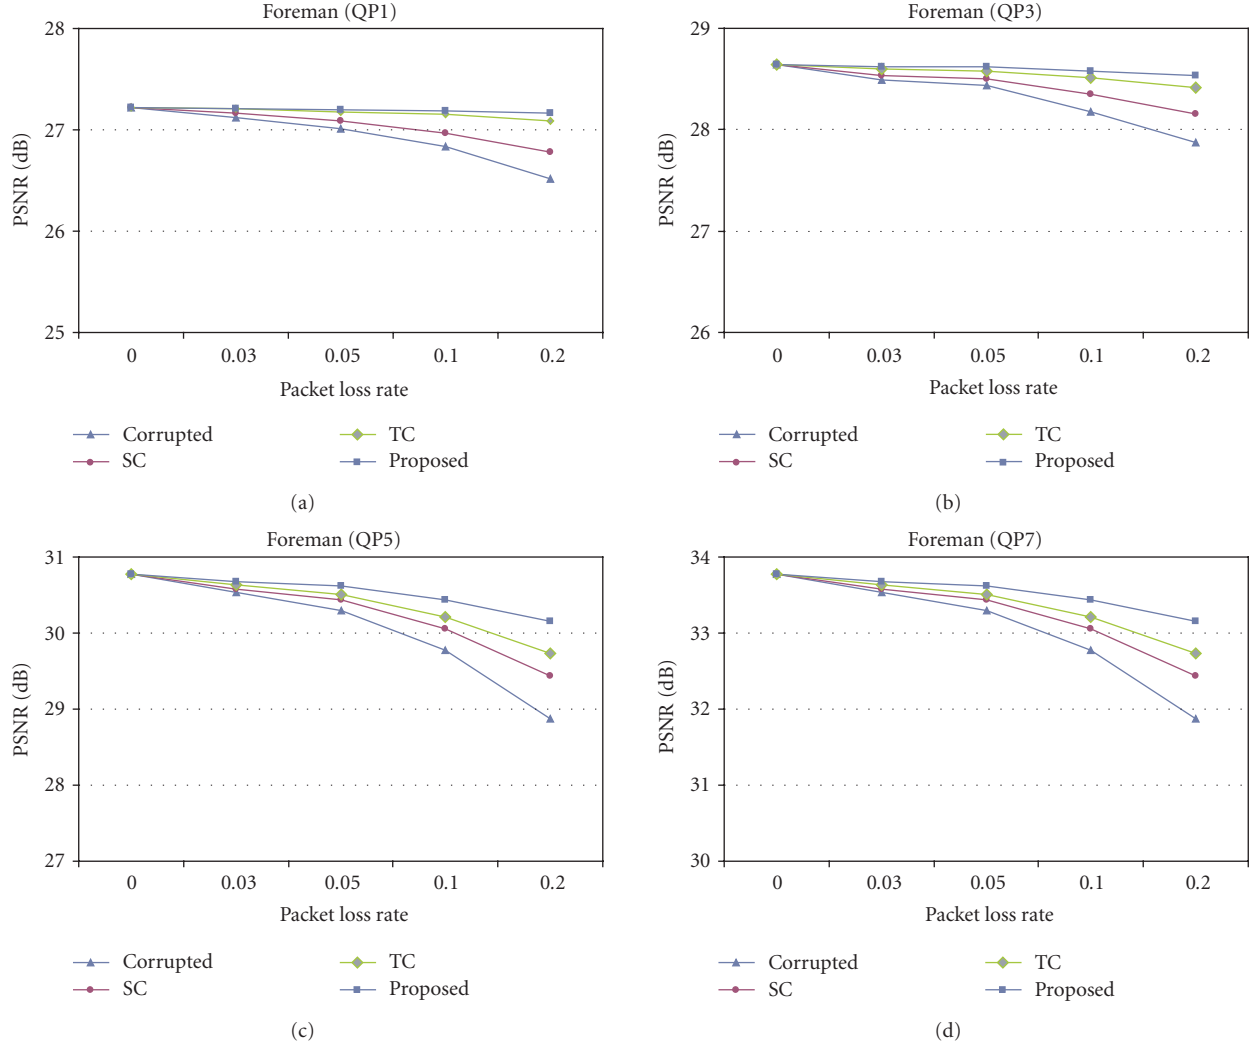 Foreman (QP1)
28
27
26
25
PSNR (dB)
0 0.03 0.05 0.1 0.2
Packet loss rate
Corrupted TC
SC Proposed
(a)
Foreman (QP3)
29
28
27
26
PSNR (dB)
0 0.03 0.05 0.1 0.2
Packet loss rate
Corrupted TC
SC Proposed
(b)
Foreman (QP5)
31
30
29
28
27
PSNR (dB)
0 0.03 0.05 0.1 0.2
Packet loss rate
Corrupted TC
SC Proposed
(c)
Foreman (QP7)
34
33
32
31
30
PSNR (dB)
0 0.03 0.05 0.1 0.2
Packet loss rate
Corrupted TC
SC Proposed
(d)